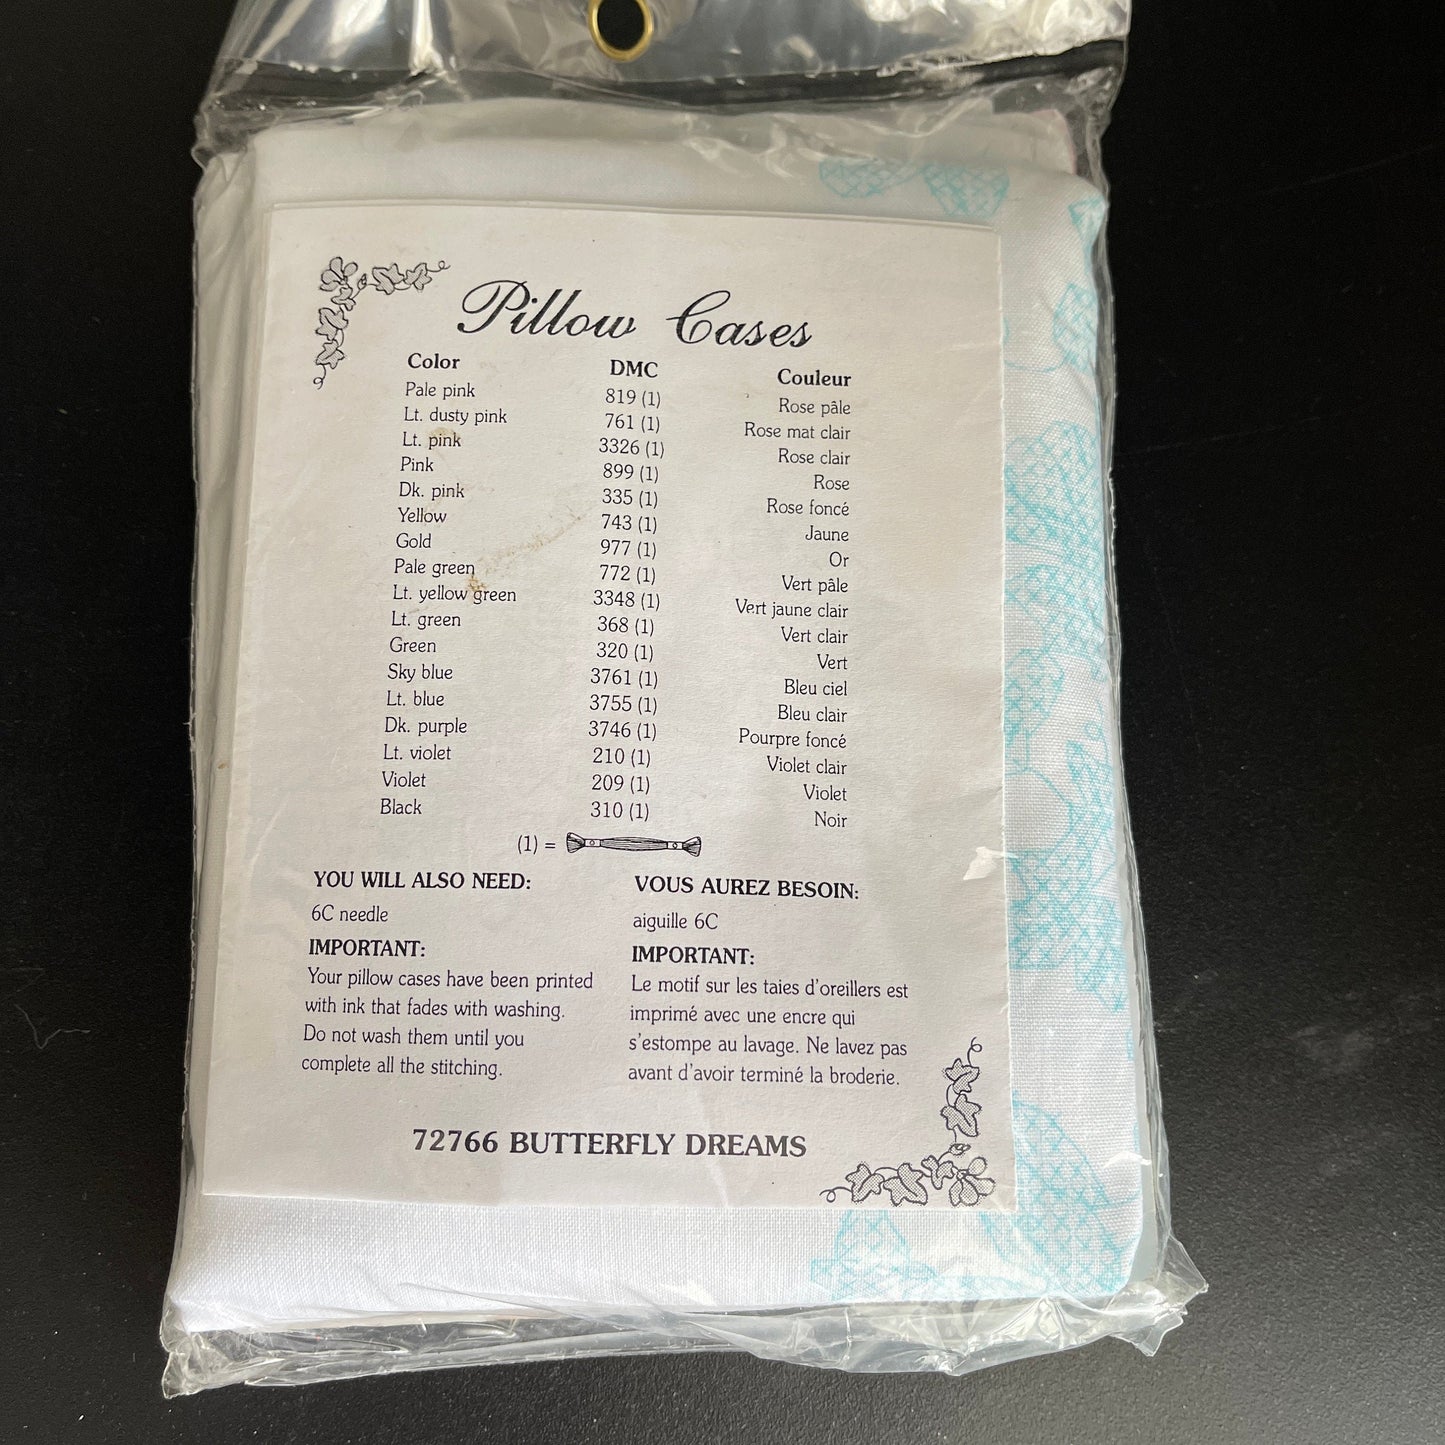 Pillow Cases
Color DMC Couleur
Pale pink 819 (1) Rose pâle
Lt. dusty pink 761 (1) Rose mat clair
Lt. pink 3326 (1) Rose clair
Pink 899 (1) Rose
Dk. pink 335 (1) Rose foncé
Yellow 743 (1) Jaune
Gold 977 (1) Or
Pale green 772 (1) Vert pâle
Lt. yellow green 3348 (1) Vert jaune clair
Lt. green 368 (1) Vert clair
Green 320 (1) Vert
Sky blue 3761 (1) Bleu ciel
Lt. blue 3755 (1) Bleu clair
Dk. purple 3746 (1) Pourpre foncé
Lt. violet 210 (1) Violet clair
Violet 209 (1) Violet
Black 310 (1) Noir
(1) =
YOU WILL ALSO NEED:
6C needle
IMPORTANT:
Your pillow cases have been printed
with ink that fades with washing.
Do not wash them until you
complete all the stitching.
VOUS AUREZ BESOIN:
aiguille 6C
IMPORTANT:
Le motif sur les taies d'oreillers est
imprimé avec une encre qui
s'estompe au lavage. Ne lavez pas
avant d'avoir terminé la broderie.
72766 BUTTERFLY DREAMS